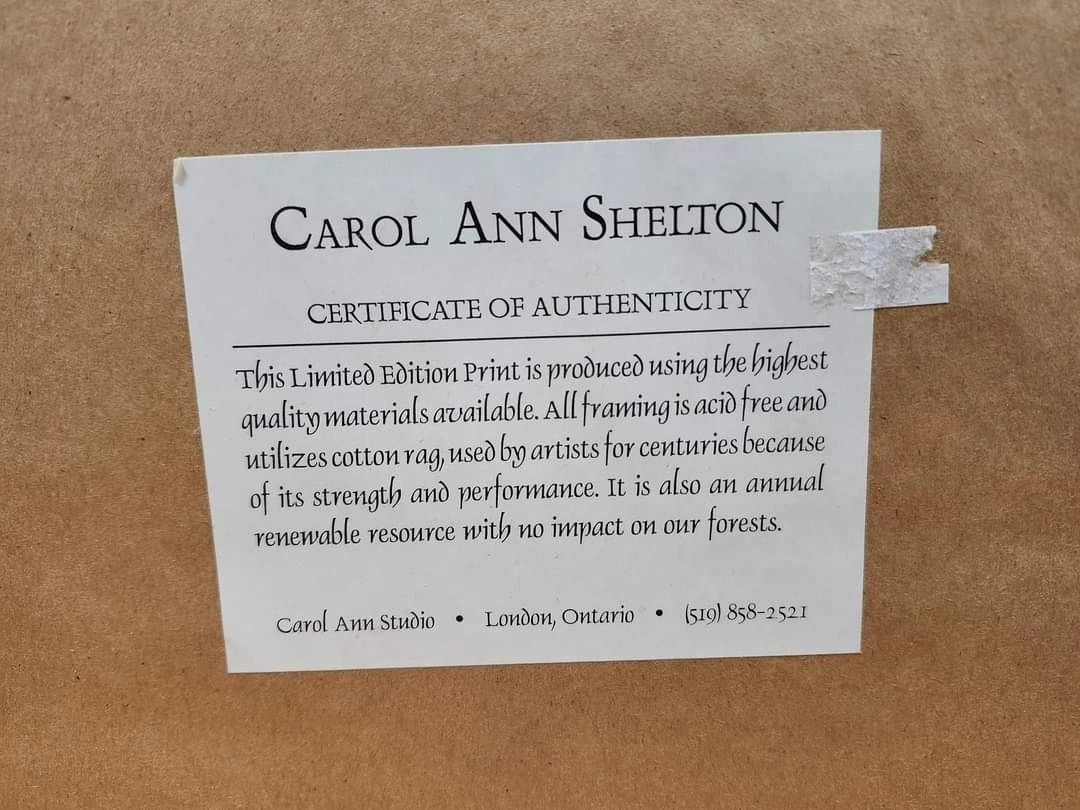 CAROL ANN SHELTON
CERTIFICATE OF AUTHENTICITY
This Limited Edition Print is produced using the highest
quality materials available. All framing is acid free and
utilizes cotton rag, used by artists for centuries because
of its strength and performance. It is also an annual
renewable resource with no impact on our forests.
Carol Ann Studio • London, Ontario • (519) 858-2521